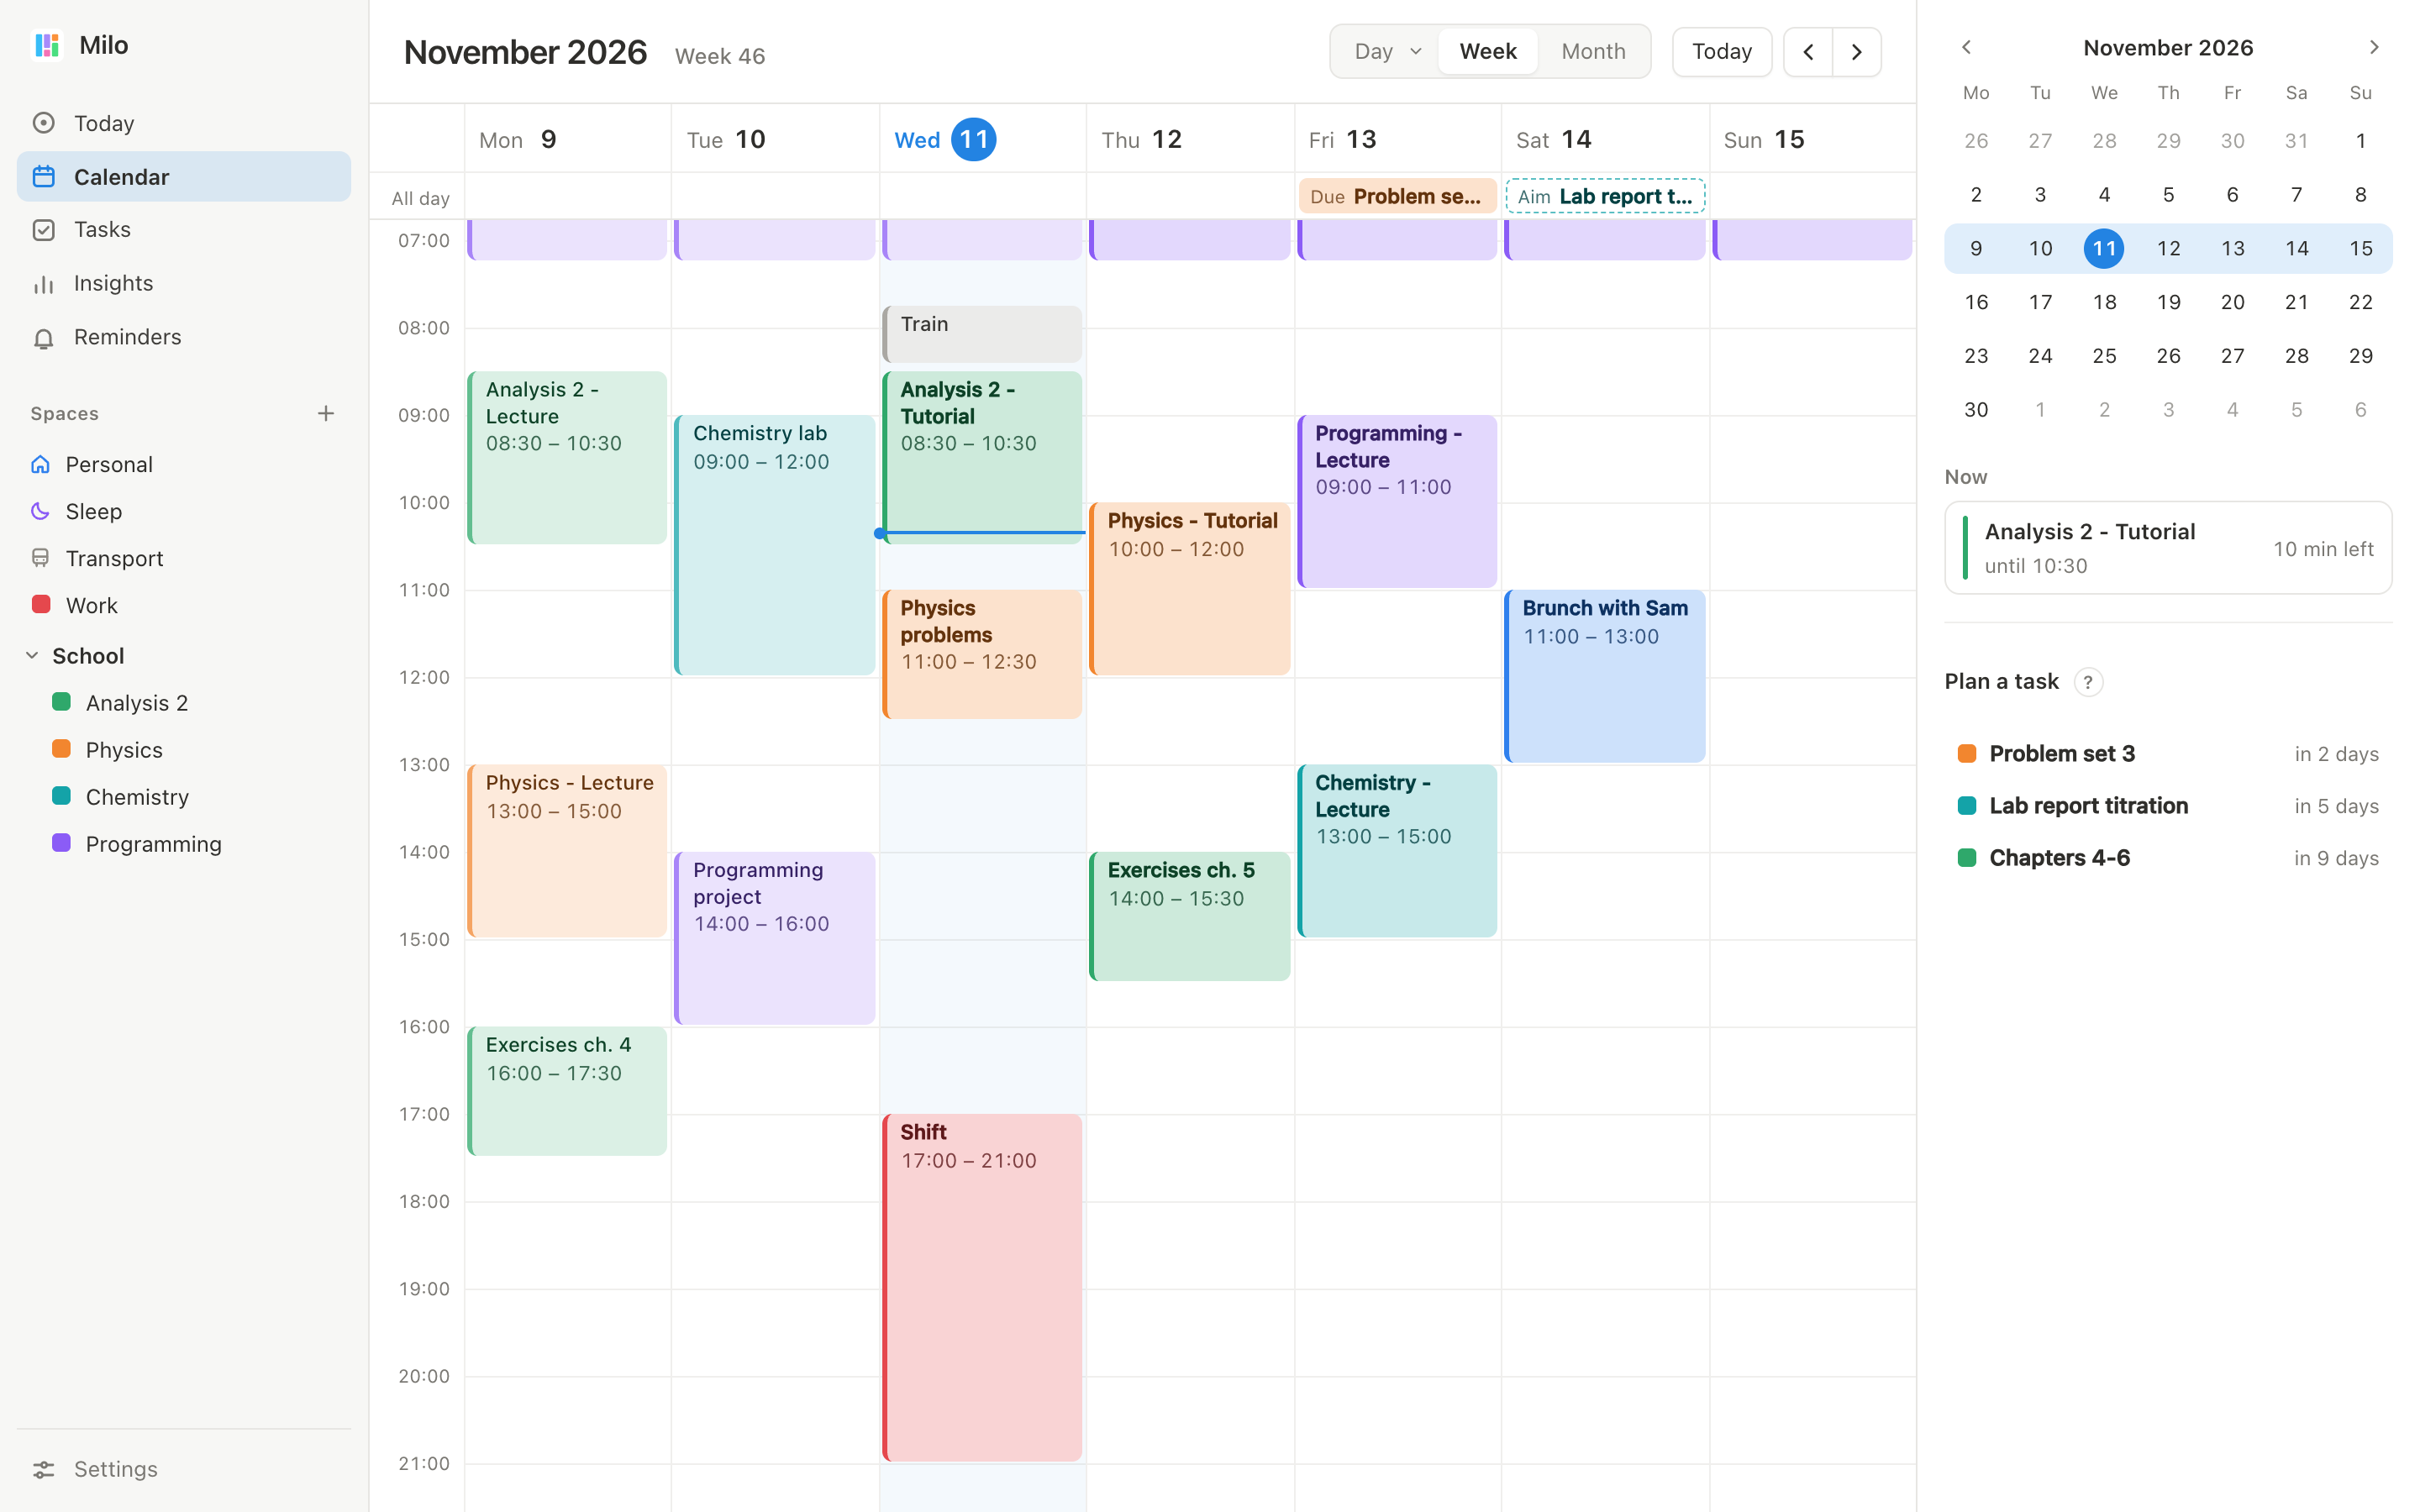 Milo
Today
Calendar
Tasks
Insights
Reminders
Spaces
Personal
Sleep
Transport
Work
School
Analysis 2
Physics
Chemistry
Programming
Settings
November 2026 Week 46
Day Week Month Today
Mon 9 Tue 10 Wed 11 Thu 12 Fri 13 Sat 14 Sun 15
All day
Due Problem se...
Aim Lab report t...
07:00
08:00
09:00
10:00
11:00
12:00
13:00
14:00
15:00
16:00
17:00
18:00
19:00
20:00
21:00
Analysis 2 -
Lecture
08:30 – 10:30
Physics - Lecture
13:00 – 15:00
Exercises ch. 4
16:00 – 17:30
Chemistry lab
09:00 – 12:00
Programming
project
14:00 – 16:00
Train
Analysis 2 -
Tutorial
08:30 – 10:30
Physics
problems
11:00 – 12:30
Shift
17:00 – 21:00
Physics - Tutorial
10:00 – 12:00
Exercises ch. 5
14:00 – 15:30
Programming -
Lecture
09:00 – 11:00
Chemistry -
Lecture
13:00 – 15:00
Brunch with Sam
11:00 – 13:00
November 2026
Mo Tu We Th Fr Sa Su
26 27 28 29 30 31 1
2 3 4 5 6 7 8
9 10 11 12 13 14 15
16 17 18 19 20 21 22
23 24 25 26 27 28 29
30 1 2 3 4 5 6
Now
Analysis 2 - Tutorial
until 10:30
10 min left
Plan a task ?
Problem set 3 in 2 days
Lab report titration in 5 days
Chapters 4-6 in 9 days